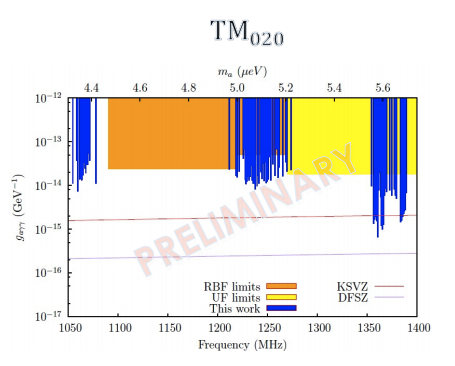 TM₀₂₀
mₐ (μeV)
4.4 4.6 4.8 5.0 5.2 5.4 5.6
10⁻¹²
10⁻¹³
10⁻¹⁴
10⁻¹⁵
10⁻¹⁶
10⁻¹⁷
g_aγγ (GeV⁻¹)
PRELIMINARY
RBF limits KSVZ
UF limits DFSZ
This work
1050 1100 1150 1200 1250 1300 1350 1400
Frequency (MHz)